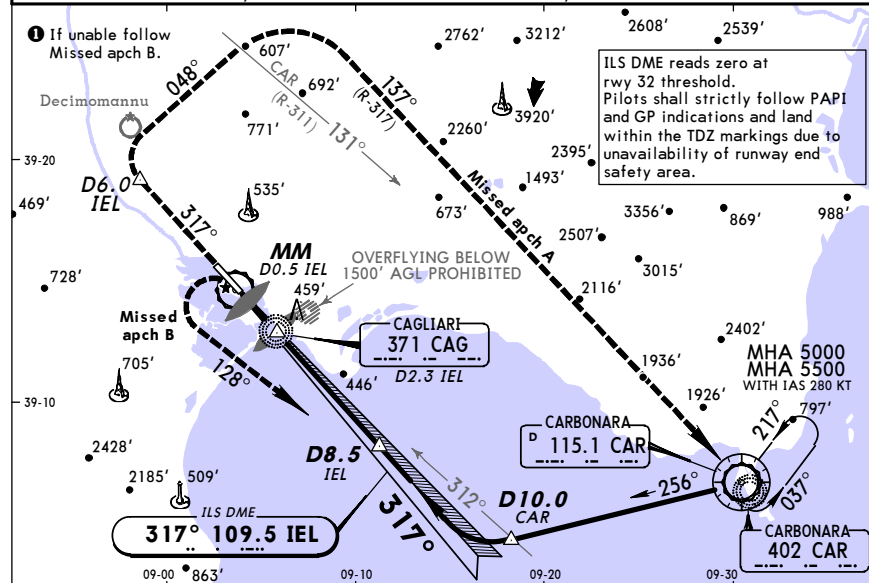 ❶ If unable follow
Missed apch B.
048°
607'
2762'
3212'
2608'
2539'
CAR
(R-311)
131°
692'
137°
(R-317)
3920'
ILS DME reads zero at
rwy 32 threshold.
Pilots shall strictly follow PAPI
and GP indications and land
within the TDZ markings due to
unavailability of runway end
safety area.
Decimomannu
771'
2260'
39-20
2395'
D6.0
IEL
535'
1493'
469'
673'
3356'
869'
988'
317°
Missed apch A
2507'
MM
D0.5 IEL
OVERFLYING BELOW
1500' AGL PROHIBITED
3015'
728'
459'
2116'
Missed
apch B
CAGLIARI
371 CAG
D2.3 IEL
2402'
705'
128°
446'
1936'
MHA 5000
MHA 5500
WITH IAS 280 KT
39-10
1926'
797'
217°
CARBONARA
D 115.1 CAR
2428'
D8.5
IEL
2185'
509'
312°
D10.0
CAR
256°
037°
ILS DME
317° 109.5 IEL
317°
CARBONARA
402 CAR
09-00
863'
09-10
09-20
09-30